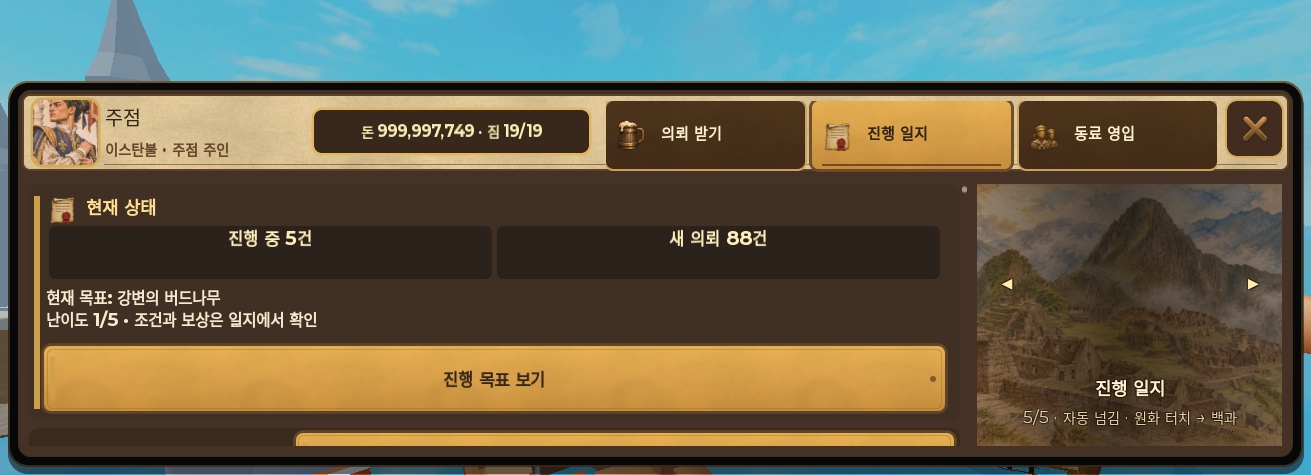 주점
이스탄불 • 주점 주인
돈 999,997,749 · 짐 19/19
의뢰 받기
진행 일지
동료 영입
현재 상태
진행 중 5건
새 의뢰 88건
현재 목표: 강변의 버드나무
난이도 1/5 • 조건과 보상은 일지에서 확인
진행 목표 보기
진행 일지
5/5 · 자동 넘김 · 원화 터치 → 백과